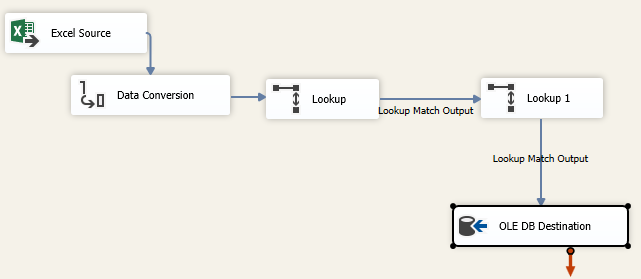 Excel Source
Data Conversion
Lookup
Lookup Match Output
Lookup 1
Lookup Match Output
OLE DB Destination